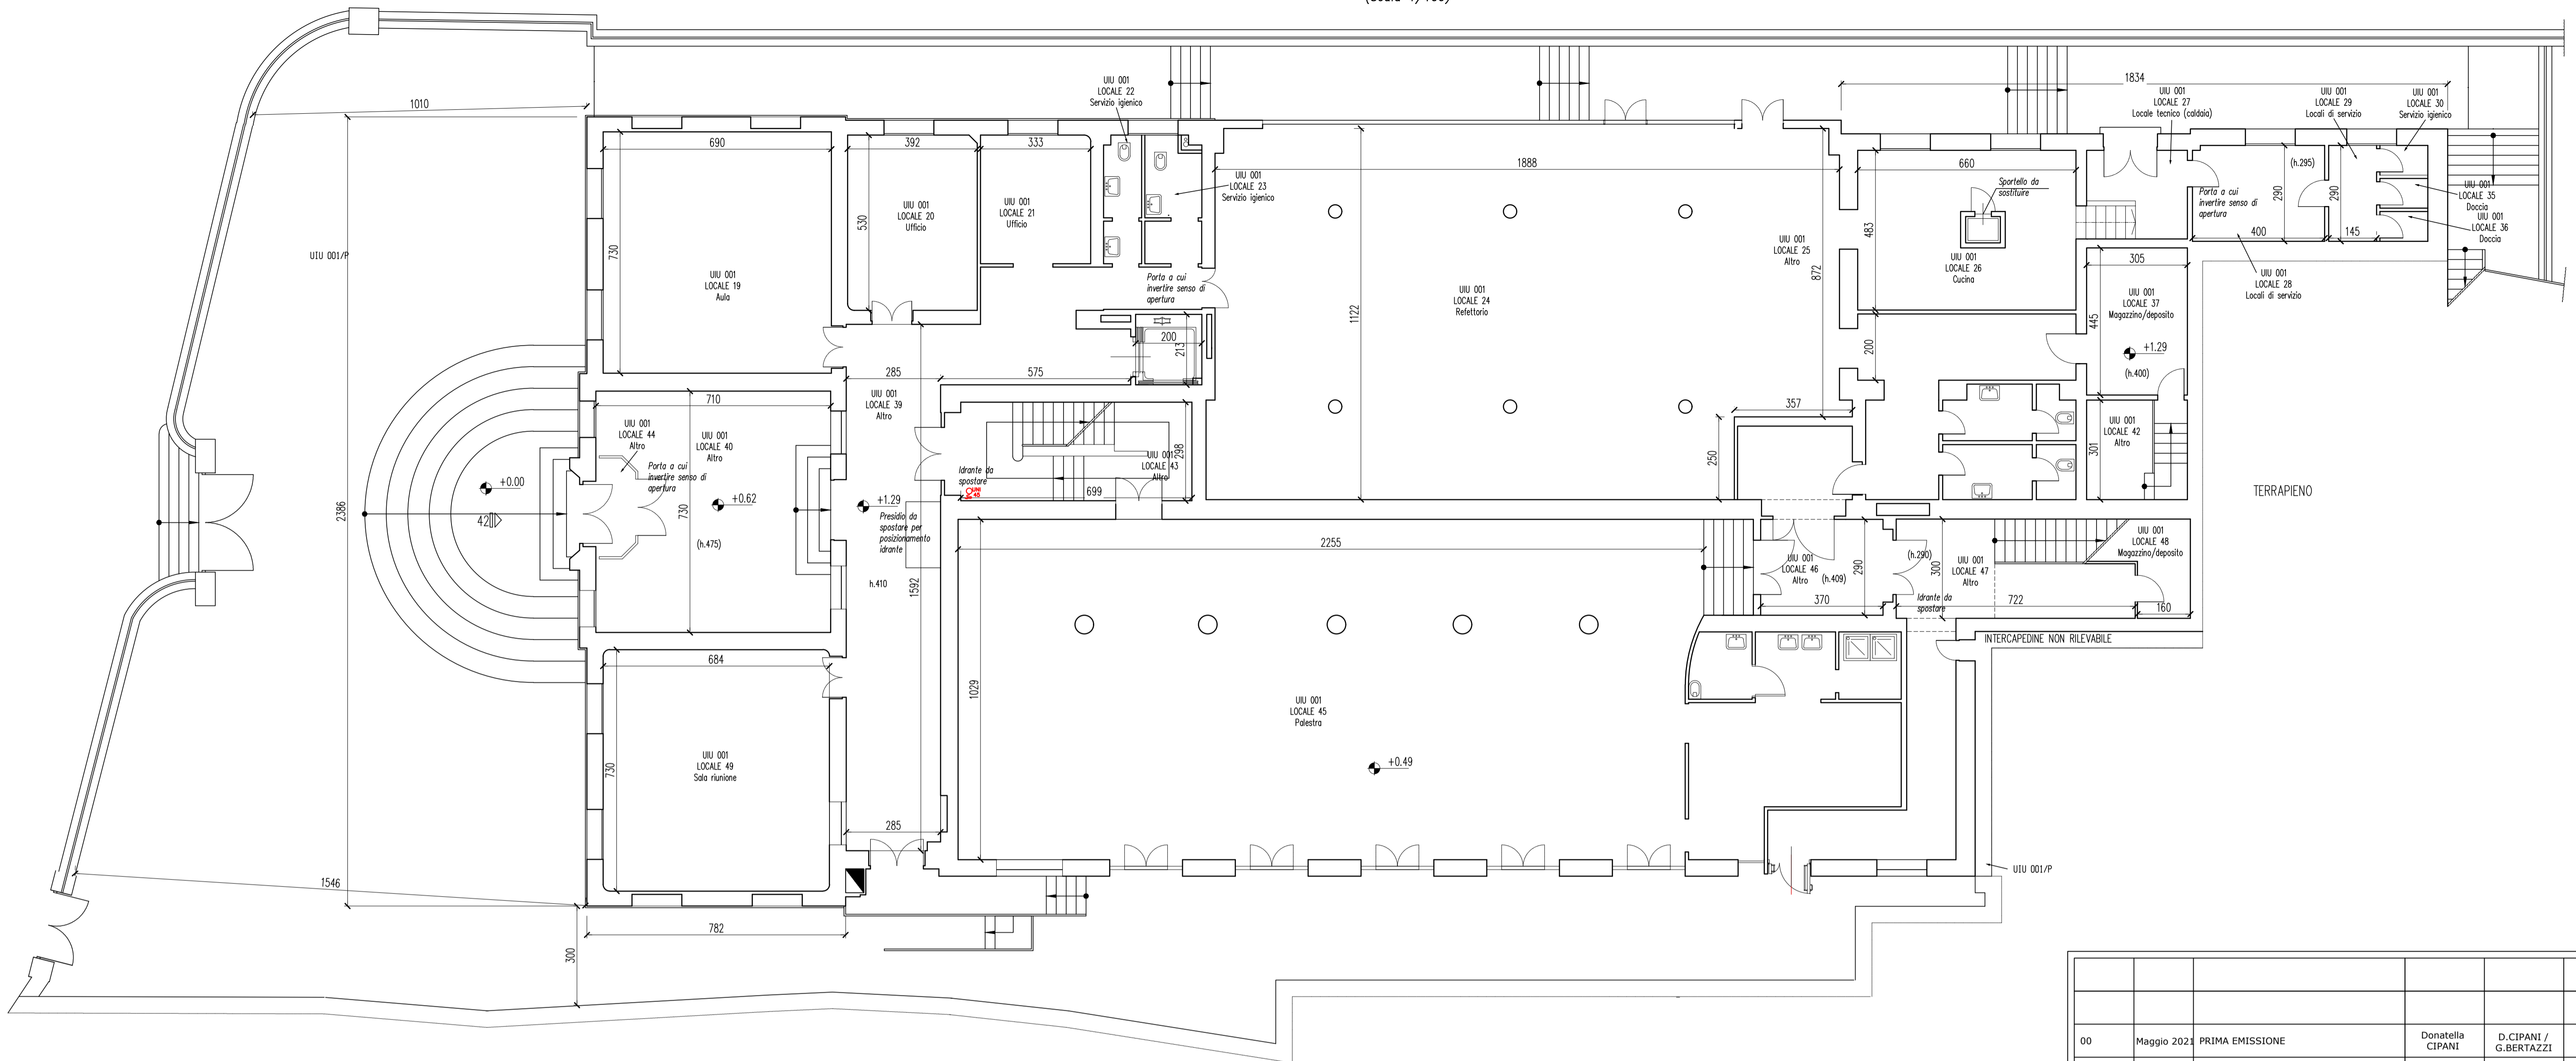 1834
1010
UIU 001
LOCALE 22
Servizio igienico
UIU 001
LOCALE 27
Locale tecnico (caldaia)
UIU 001
LOCALE 29
Locali di servizio
UIU 001
LOCALE 30
Servizio igienico
690
392
333
1888
660
(h.295)
UIU 001
LOCALE 23
Servizio igienico
Sportello da
sostituire
Porta a cui
invertire senso di
apertura
290
290
UIU 001
LOCALE 35
Doccia
UIU 001
LOCALE 36
Doccia
530
UIU 001
LOCALE 20
Ufficio
UIU 001
LOCALE 21
Ufficio
483
400
145
UIU 001/P
730
UIU 001
LOCALE 19
Aula
Porta a cui
invertire senso di
apertura
UIU 001
LOCALE 24
Refettorio
UIU 001
LOCALE 25
Altro
872
UIU 001
LOCALE 26
Cucina
305
UIU 001
LOCALE 28
Locali di servizio
1122
UIU 001
LOCALE 37
Magazzino/deposito
445
+1.29
(h.400)
200
213
200
285
575
357
710
UIU 001
LOCALE 39
Altro
UIU 001
LOCALE 44
Altro
UIU 001
LOCALE 40
Altro
298
UIU 001
LOCALE 43
Altro
250
301
UIU 001
LOCALE 42
Altro
Porta a cui
invertire senso di
apertura
Idrante da
spostare
UNI
45
699
+0.00
+0.62
+1.29
TERRAPIENO
2386
42
730
(h.475)
Presidio da
spostare per
posizionamento
idrante
h.410
1592
2255
UIU 001
LOCALE 46
Altro
(h.409)
290
(h.290)
300
UIU 001
LOCALE 47
Altro
UIU 001
LOCALE 48
Magazzino/deposito
Idrante da
spostare
370
722
160
INTERCAPEDINE NON RILEVABILE
684
1029
UIU 001
LOCALE 45
Palestra
730
UIU 001
LOCALE 49
Sala riunione
+0.49
285
UIU 001/P
1546
782
300
00
Maggio 2021
PRIMA EMISSIONE
Donatella
CIPANI
D.CIPANI /
G.BERTAZZI